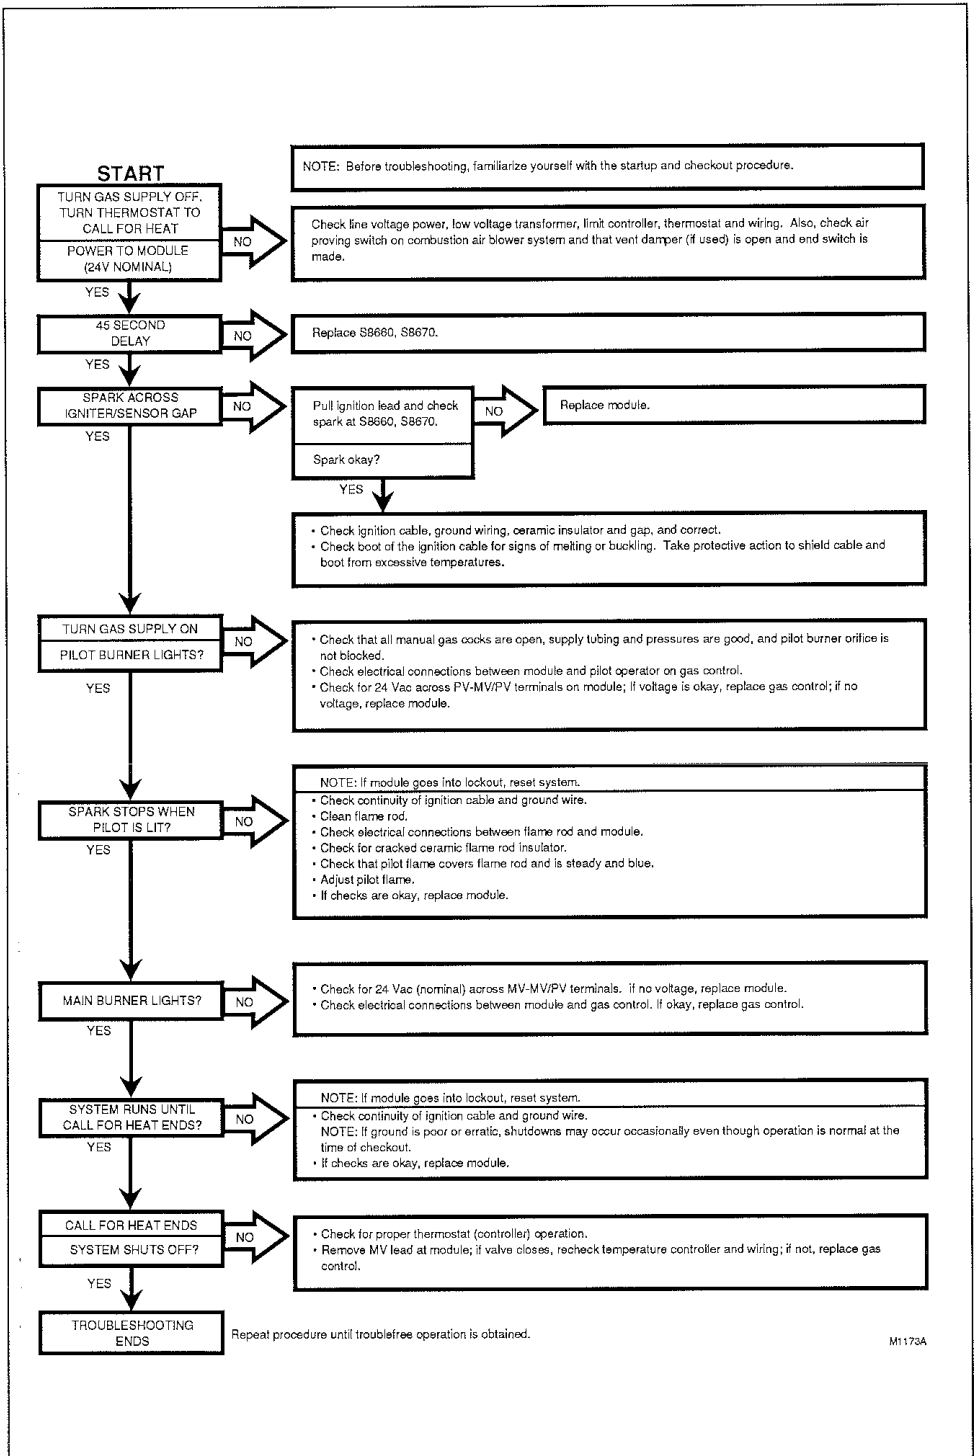 START
NOTE: Before troubleshooting, familiarize yourself with the startup and checkout procedure.
TURN GAS SUPPLY OFF,
TURN THERMOSTAT TO
CALL FOR HEAT
POWER TO MODULE
(24V NOMINAL)
NO
Check line voltage power, low voltage transformer, limit controller, thermostat and wiring. Also, check air
proving switch on combustion air blower system and that vent damper (if used) is open and end switch is
made.
YES
45 SECOND
DELAY
NO
Replace S8660, S8670.
YES
SPARK ACROSS
IGNITER/SENSOR GAP
NO
Pull ignition lead and check
spark at S8660, S8670.
Spark okay?
NO
Replace module.
YES
YES
• Check ignition cable, ground wiring, ceramic insulator and gap, and correct.
• Check boot of the ignition cable for signs of melting or buckling. Take protective action to shield cable and
boot from excessive temperatures.
TURN GAS SUPPLY ON
PILOT BURNER LIGHTS?
NO
• Check that all manual gas cocks are open, supply tubing and pressures are good, and pilot burner orifice is
not blocked.
• Check electrical connections between module and pilot operator on gas control.
• Check for 24 Vac across PV-MV/PV terminals on module; If voltage is okay, replace gas control; if no
voltage, replace module.
YES
SPARK STOPS WHEN
PILOT IS LIT?
NO
NOTE: If module goes into lockout, reset system.
• Check continuity of ignition cable and ground wire.
• Clean flame rod.
• Check electrical connections between flame rod and module.
• Check for cracked ceramic flame rod insulator.
• Check that pilot flame covers flame rod and is steady and blue.
• Adjust pilot flame.
• If checks are okay, replace module.
YES
MAIN BURNER LIGHTS?
NO
• Check for 24 Vac (nominal) across MV-MV/PV terminals. if no voltage, replace module.
• Check electrical connections between module and gas control. If okay, replace gas control.
YES
SYSTEM RUNS UNTIL
CALL FOR HEAT ENDS?
NO
NOTE: If module goes into lockout, reset system.
• Check continuity of ignition cable and ground wire.
NOTE: If ground is poor or erratic, shutdowns may occur occasionally even though operation is normal at the
time of checkout.
• If checks are okay, replace module.
YES
CALL FOR HEAT ENDS
SYSTEM SHUTS OFF?
NO
• Check for proper thermostat (controller) operation.
• Remove MV lead at module; if valve closes, recheck temperature controller and wiring; if not, replace gas
control.
YES
TROUBLESHOOTING
ENDS
Repeat procedure until troublefree operation is obtained.
M1173A